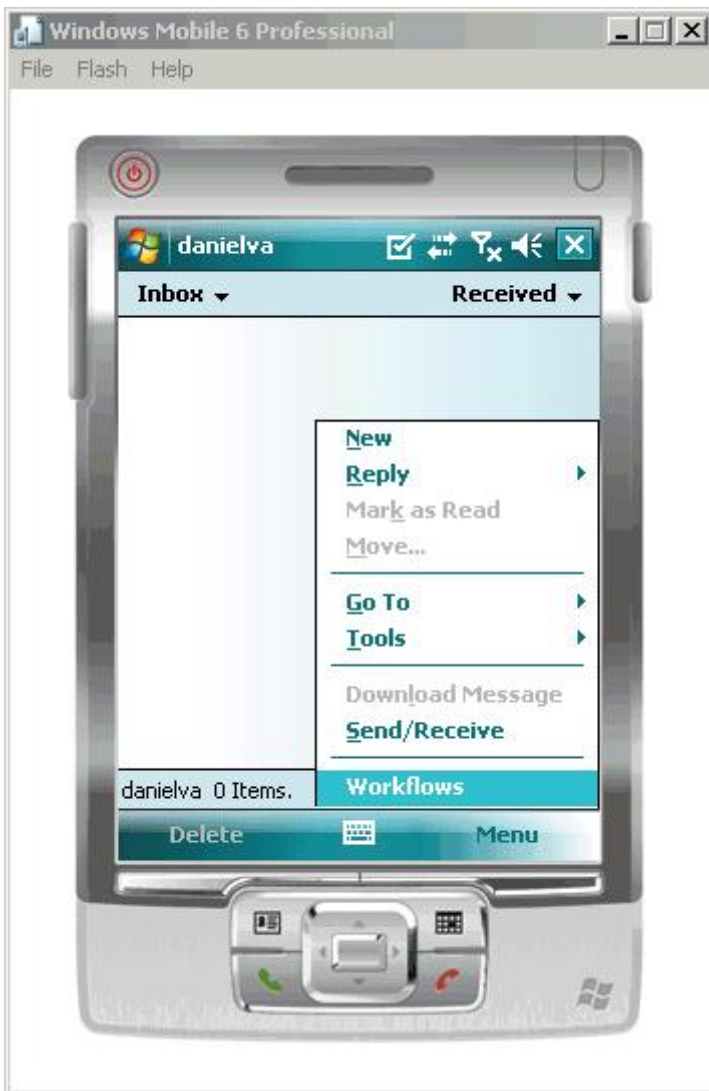 Windows Mobile 6 Professional
File Flash Help
danielva
Inbox Received
New
Reply
Mark as Read
Move...
Go To
Tools
Download Message
Send/Receive
Workflows
danielva 0 Items.
Delete Menu